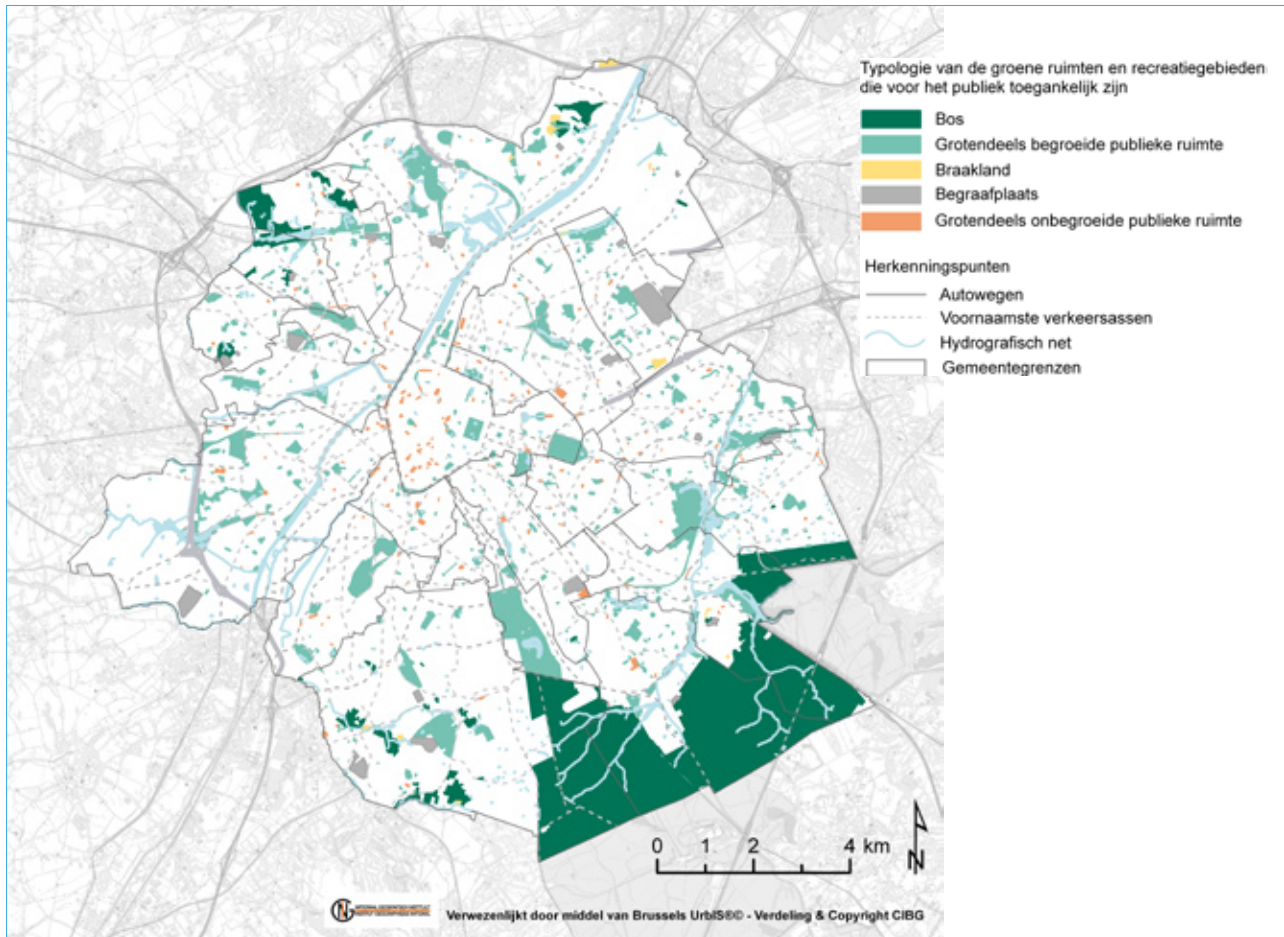 Typologie van de groene ruimten en recreatiegebieden
die voor het publiek toegankelijk zijn
Bos
Grotendeels begroeide publieke ruimte
Braakland
Begraafplaats
Grotendeels onbegroeide publieke ruimte
Herkenningspunten
Autowegen
Voornaamste verkeersassen
Hydrografisch net
Gemeentegrenzen
0 1 2 4 km
N
Verwezenlijkt door middel van Brussels UrbIS®© - Verdeling & Copyright CIBG